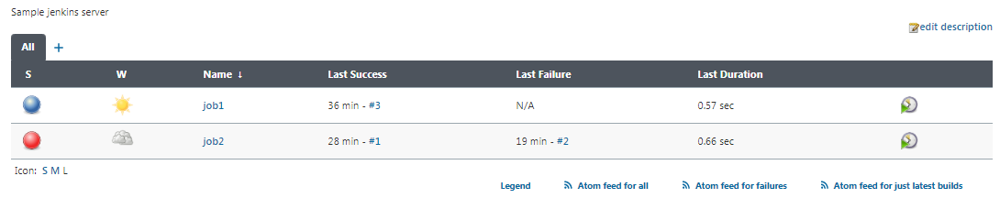 Sample jenkins server
edit description
All +
S W Name ↓ Last Success Last Failure Last Duration
job1 36 min - #3 N/A 0.57 sec
job2 28 min - #1 19 min - #2 0.66 sec
Icon: S M L
Legend Atom feed for all Atom feed for failures Atom feed for just latest builds